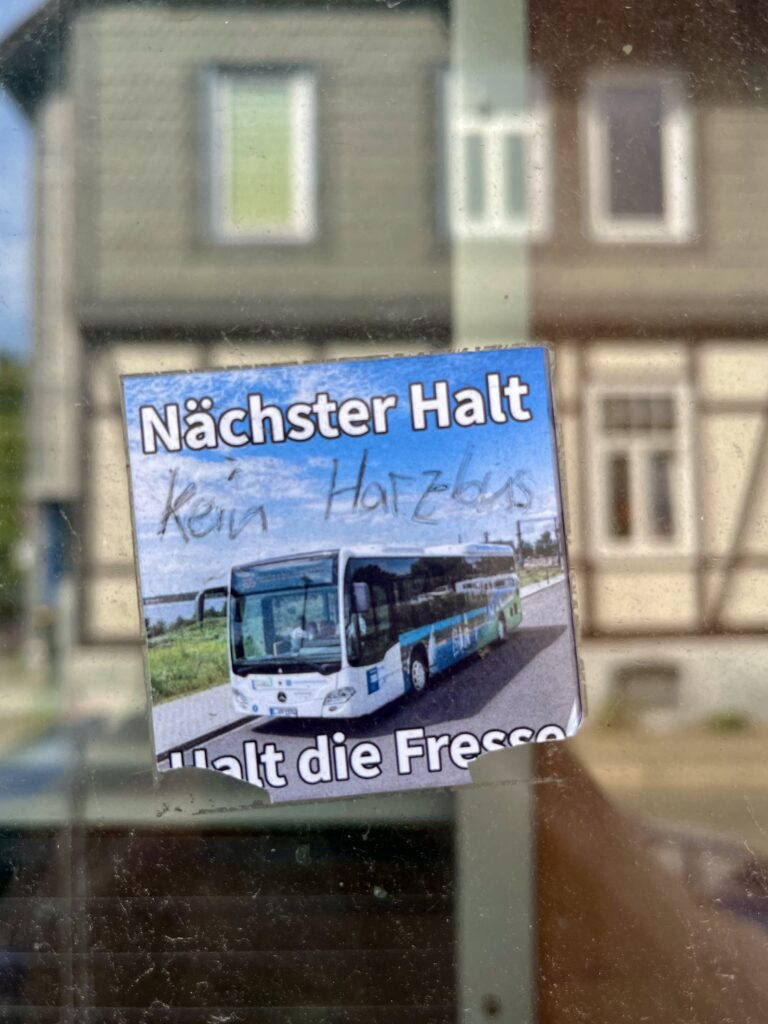 Nächster Halt
Kein Harzbus
Halt die Fresse